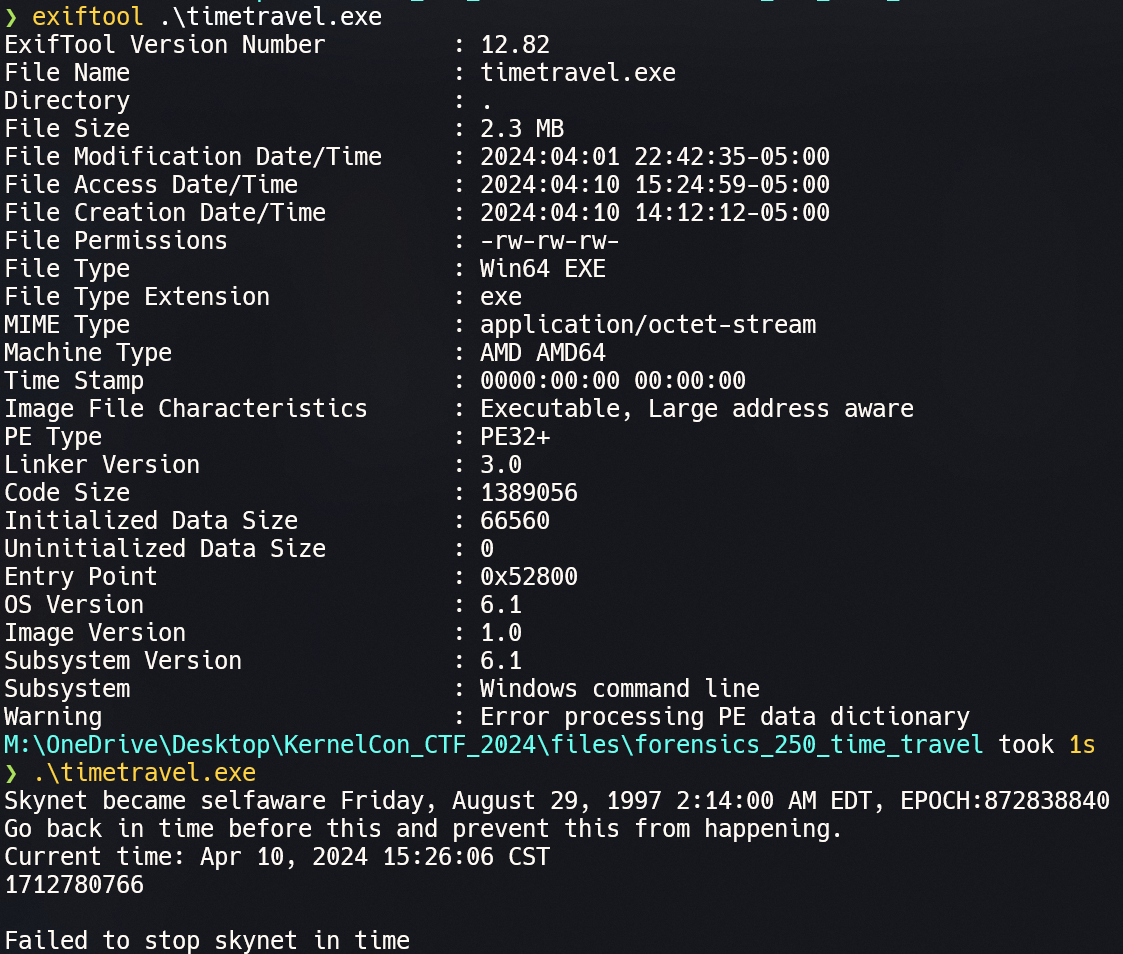 ❯ exiftool .\timetravel.exe
ExifTool Version Number         : 12.82
File Name                       : timetravel.exe
Directory                       : .
File Size                       : 2.3 MB
File Modification Date/Time     : 2024:04:01 22:42:35-05:00
File Access Date/Time           : 2024:04:10 15:24:59-05:00
File Creation Date/Time         : 2024:04:10 14:12:12-05:00
File Permissions                : -rw-rw-rw-
File Type                       : Win64 EXE
File Type Extension             : exe
MIME Type                       : application/octet-stream
Machine Type                    : AMD AMD64
Time Stamp                      : 0000:00:00 00:00:00
Image File Characteristics      : Executable, Large address aware
PE Type                         : PE32+
Linker Version                  : 3.0
Code Size                       : 1389056
Initialized Data Size           : 66560
Uninitialized Data Size         : 0
Entry Point                     : 0x52800
OS Version                      : 6.1
Image Version                   : 1.0
Subsystem Version               : 6.1
Subsystem                       : Windows command line
Warning                         : Error processing PE data dictionary
M:\OneDrive\Desktop\KernelCon_CTF_2024\files\forensics_250_time_travel took 1s
❯ .\timetravel.exe
Skynet became selfaware Friday, August 29, 1997 2:14:00 AM EDT, EPOCH:872838840
Go back in time before this and prevent this from happening.
Current time: Apr 10, 2024 15:26:06 CST
1712780766
Failed to stop skynet in time